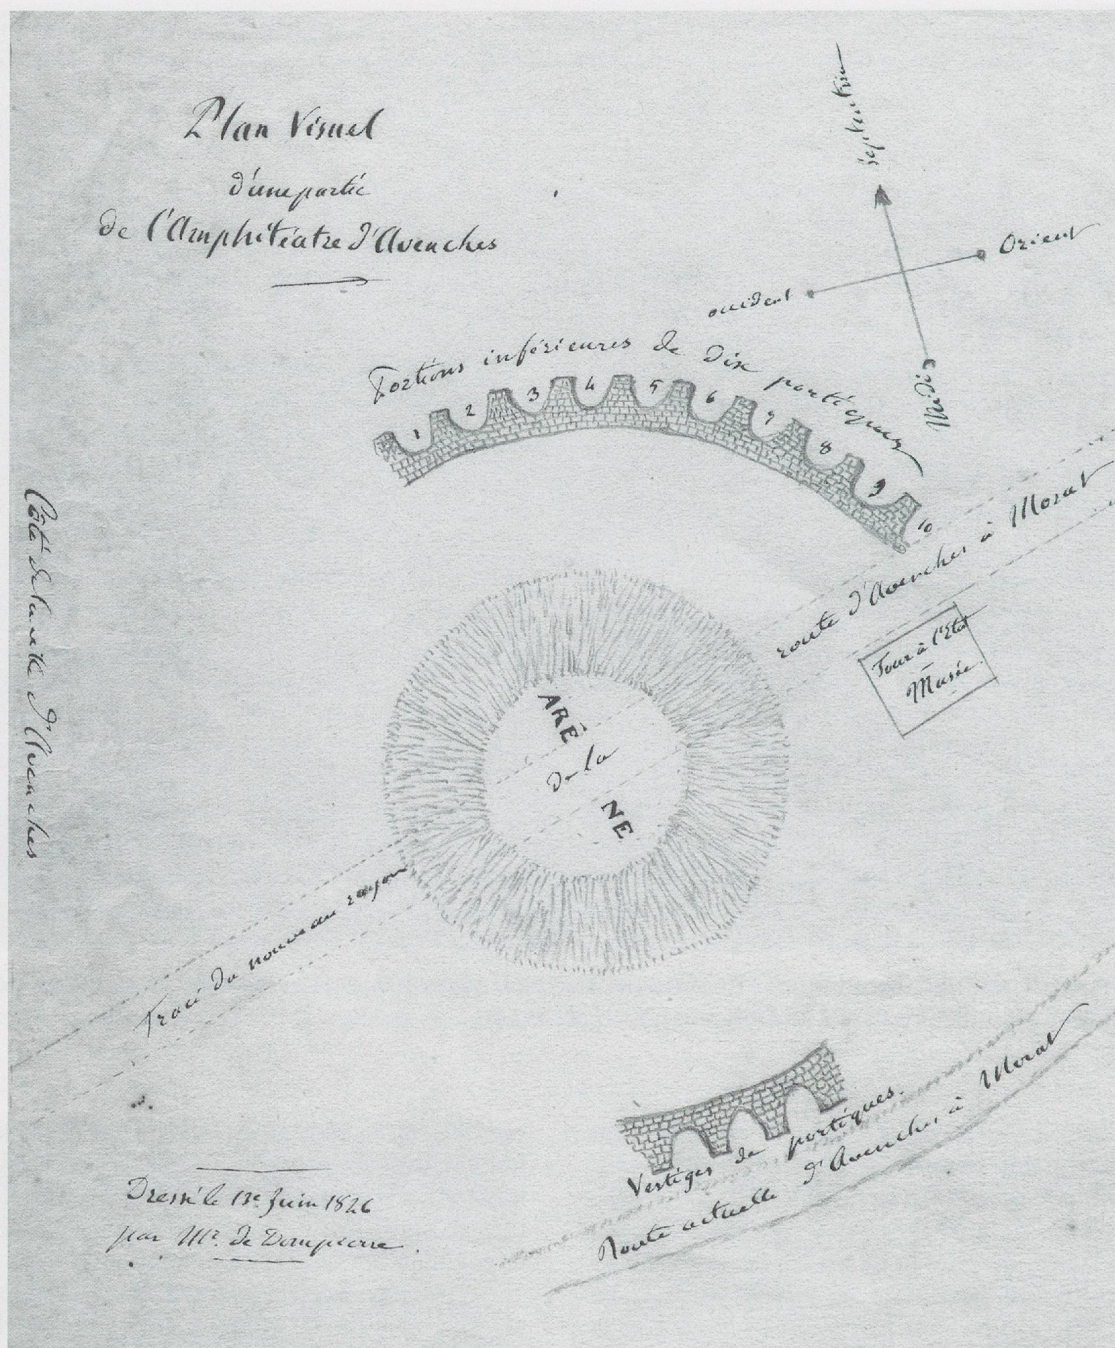 Plan Visuel
d'une partie
de l'Amphitéatre d'Avenches
Septentrion
Orient
occident
Midi
Portions inférieures de dix portiques
1 2 3 4 5 6 7 8 9 10
route d'Avenches à Morat
Tour à l'Etat
Musée
Côté de la ville d'Avenches
ARÊ
de la
NE
Tracé du nouveau rayon
Vestiges de portiques.
Route actuelle d'Avenches à Morat
Dressé le 13e Juin 1826
par Mr. de Dompierre.